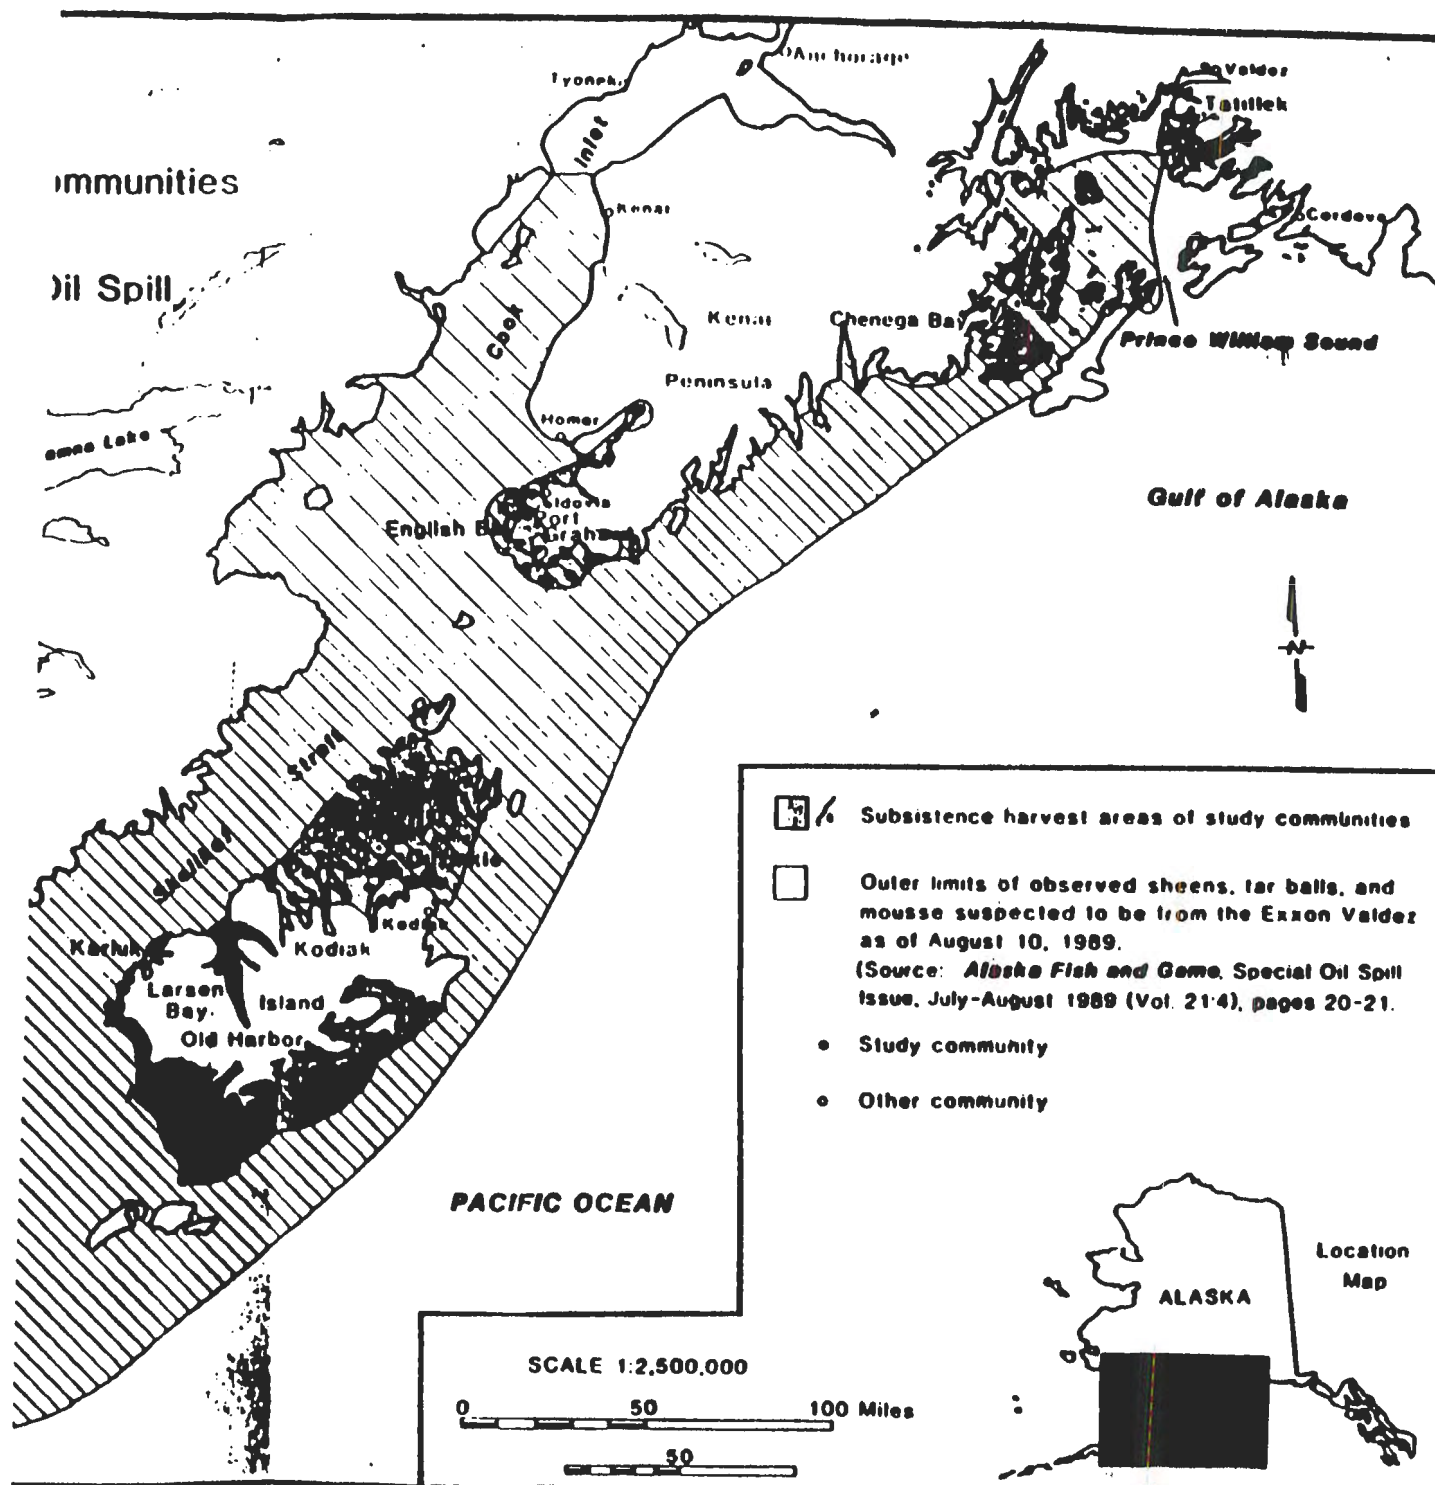 Anchorage
Tyonek
Valdez
Tatitlek
Inlet
mmunities
Kenai
Cordova
Oil Spill
Cook
Kenai
Chenega Bay
Prince William Sound
Peninsula
Homer
amna Lake
Gulf of Alaska
ldovia
English B
Port
Graham
N
Strait
Shelikof
Kodiak
Karluk
Kodiak
Larsen
Bay
Island
Old Harbor
PACIFIC OCEAN
Subsistence harvest areas of study communities
Outer limits of observed sheens, tar balls, and
mousse suspected to be from the Exxon Valdez
as of August 10, 1989.
(Source: Alaska Fish and Game, Special Oil Spill
Issue, July-August 1989 (Vol. 21:4), pages 20-21.
Study community
Other community
Location
Map
ALASKA
SCALE 1:2,500,000
0 50 100 Miles
50